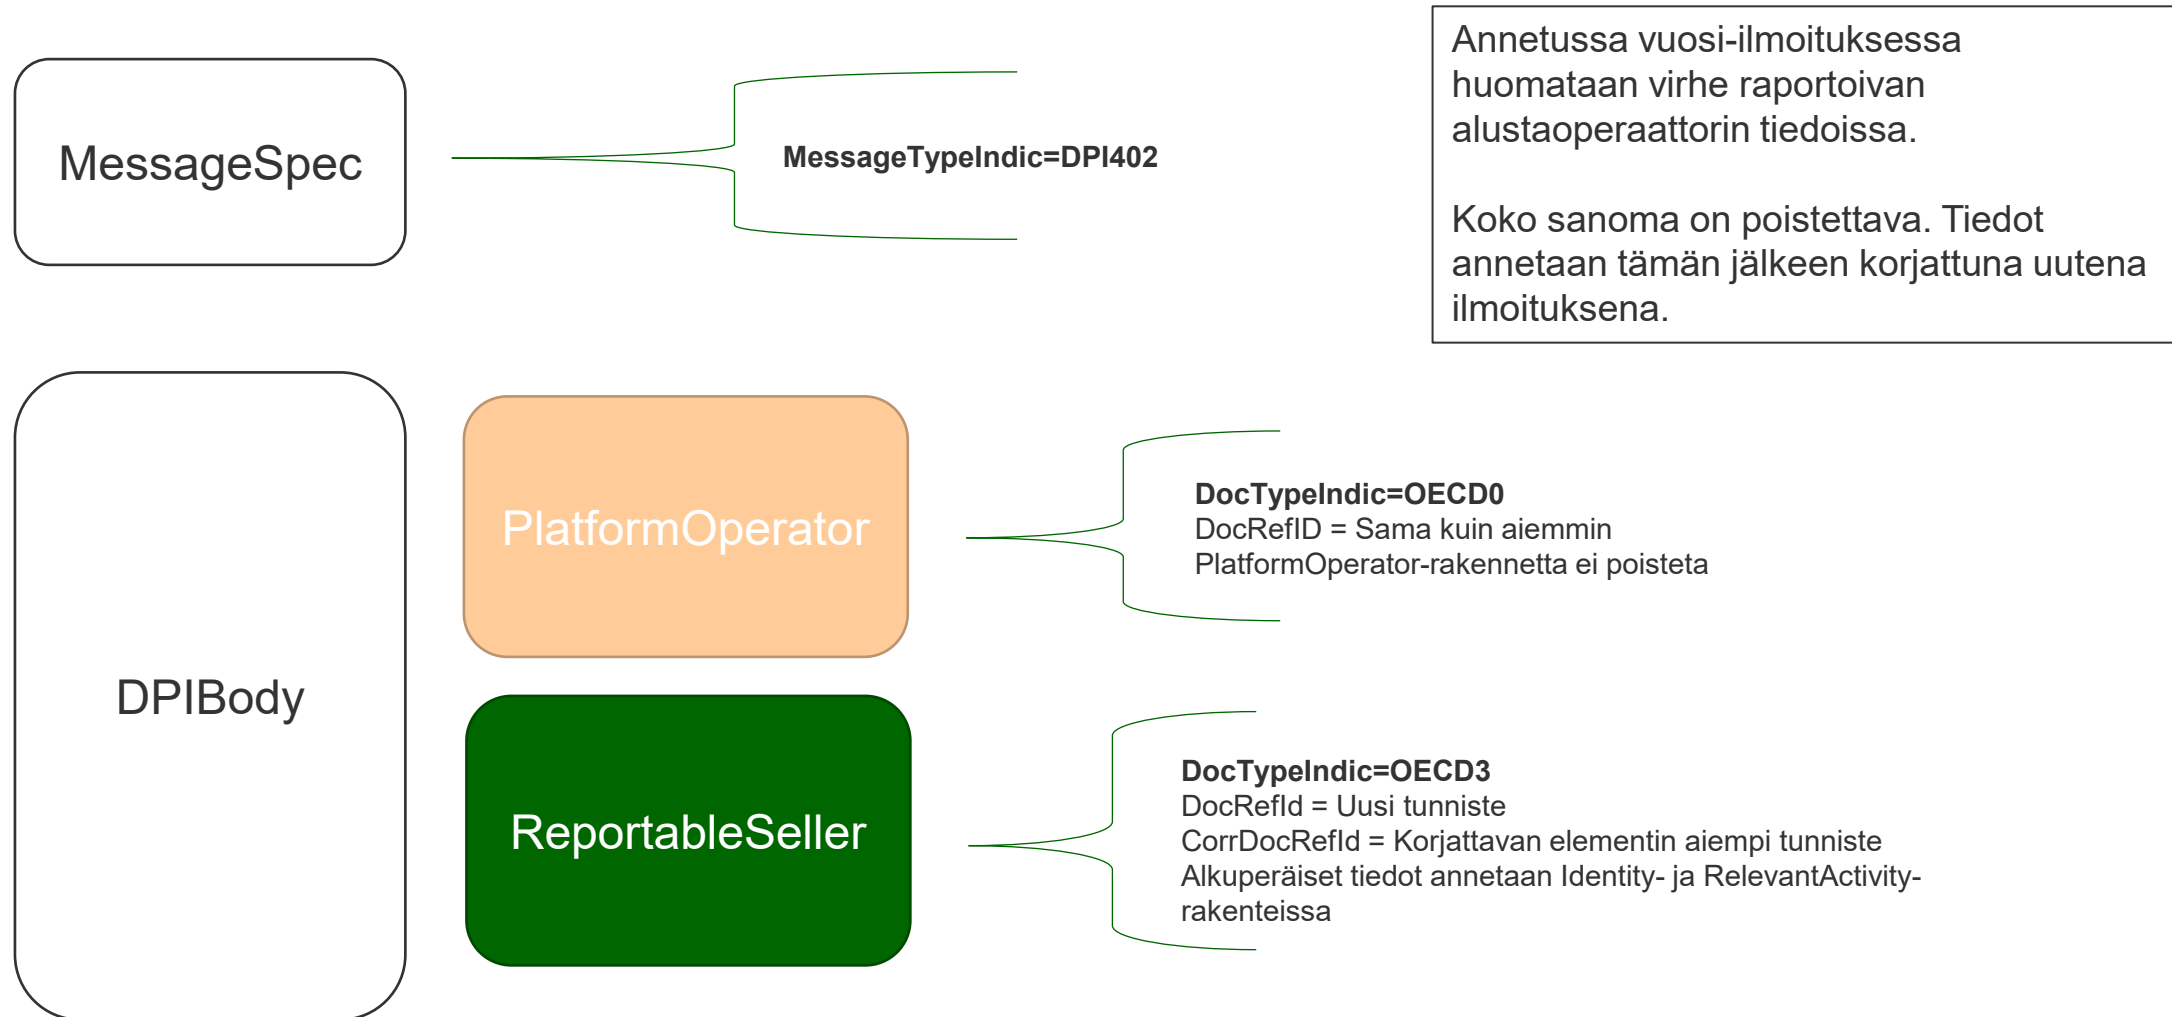 MessageSpec
MessageTypeIndic=DPI402
Annetussa vuosi-ilmoituksessa
huomataan virhe raportoivan
alustaoperaattorin tiedoissa.
Koko sanoma on poistettava. Tiedot
annetaan tämän jälkeen korjattuna uutena
ilmoituksena.
DPIBody
PlatformOperator
DocTypeIndic=OECD0
DocRefID = Sama kuin aiemmin
PlatformOperator-rakennetta ei poisteta
ReportableSeller
DocTypeIndic=OECD3
DocRefId = Uusi tunniste
CorrDocRefId = Korjattavan elementin aiempi tunniste
Alkuperäiset tiedot annetaan Identity- ja RelevantActivity-
rakenteissa